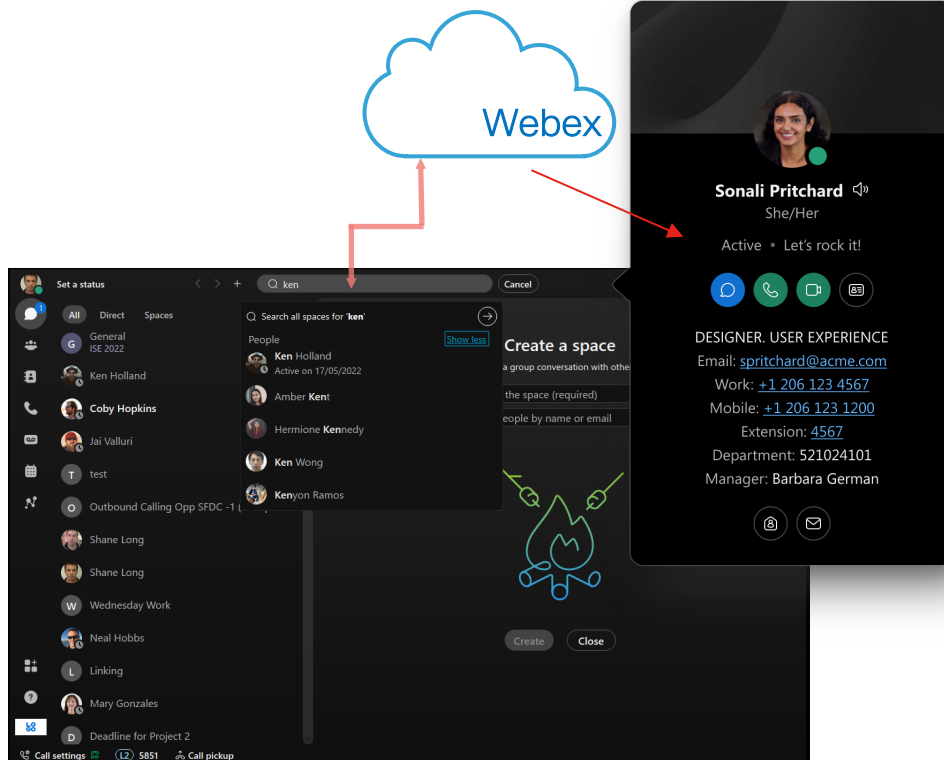 Webex
Sonali Pritchard
She/Her
Active • Let's rock it!
DESIGNER. USER EXPERIENCE
Email: spritchard@acme.com
Work: +1 206 123 4567
Mobile: +1 206 123 1200
Extension: 4567
Department: 521024101
Manager: Barbara German
Set a status
ken
Cancel
1
All Direct Spaces
G
General
ISE 2022
Ken Holland
Coby Hopkins
Jai Valluri
T test
O Outbound Calling Opp SFDC -1 (
Shane Long
Shane Long
W Wednesday Work
Neal Hobbs
L Linking
Mary Gonzales
D Deadline for Project 2
Search all spaces for 'ken'
People Show less
Ken Holland
Active on 17/05/2022
Amber Kent
Hermione Kennedy
Ken Wong
Kenyon Ramos
Create a space
a group conversation with othe
the space (required)
eople by name or email
Create Close
Call settings L2 5851 Call pickup